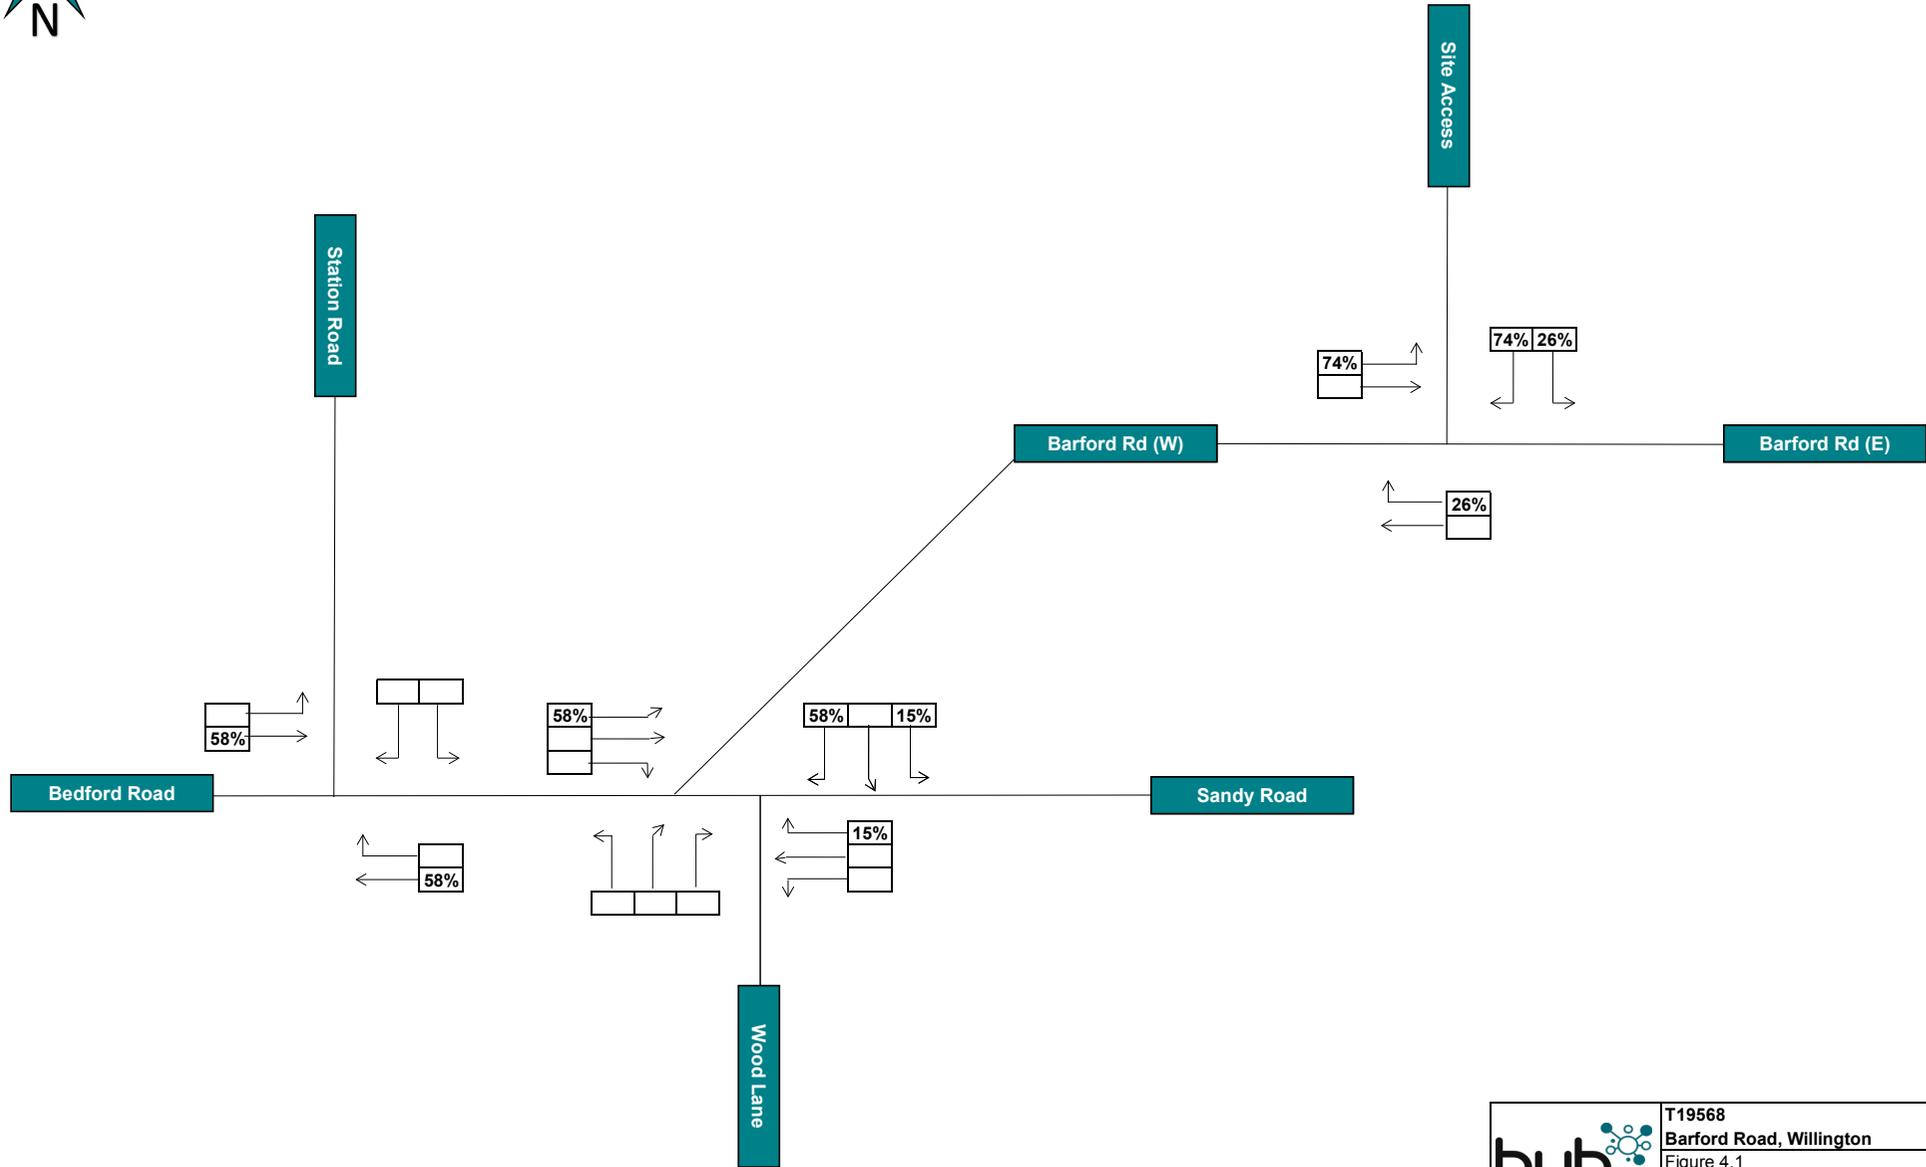 N
Site Access
Station Road
74% 26%
74%
Barford Rd (W)
Barford Rd (E)
26%
58%
58% 15%
58%
Bedford Road
Sandy Road
15%
58%
Wood Lane
T19568
Barford Road, Willington
hub
Figure 4.1